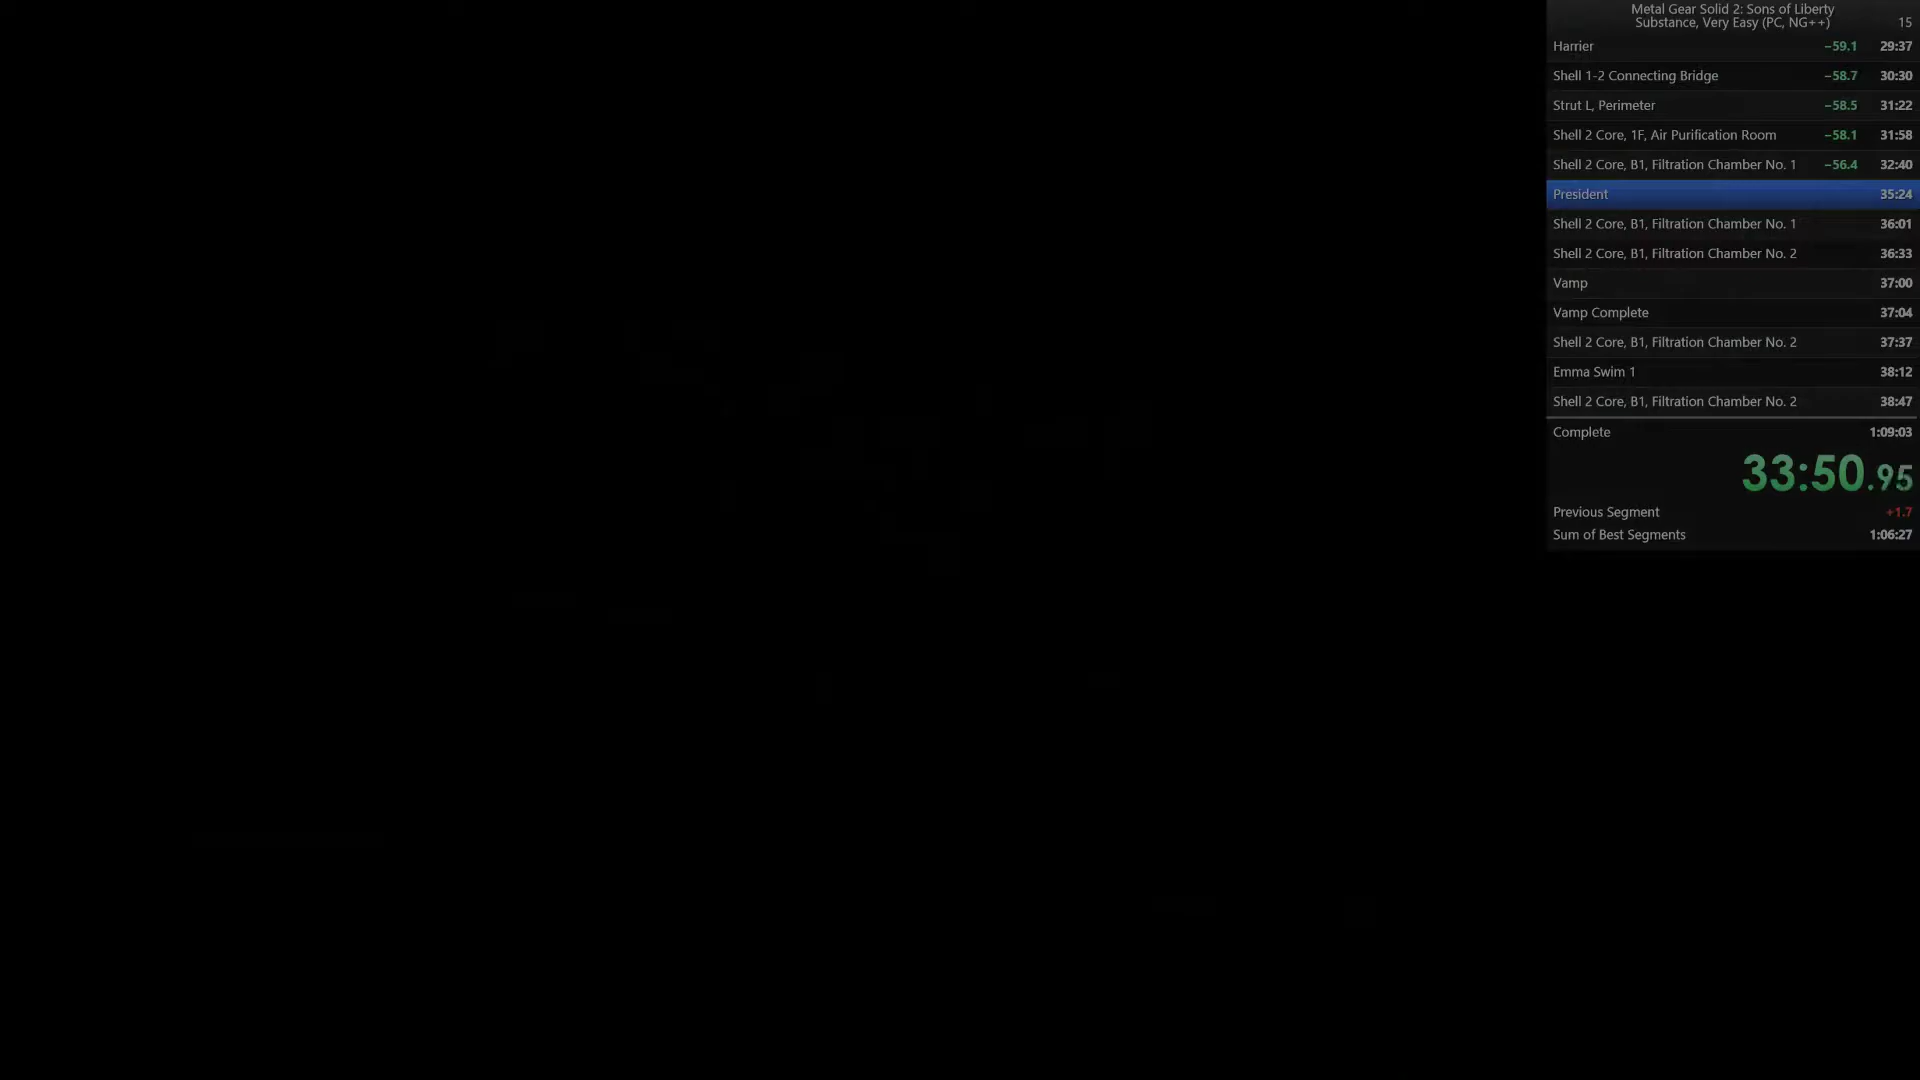 Metal Gear Solid 2: Sons of Liberty
Substance, Very Easy (PC, NG++) 15
Harrier −59.1 29:37
Shell 1-2 Connecting Bridge −58.7 30:30
Strut L, Perimeter −58.5 31:22
Shell 2 Core, 1F, Air Purification Room −58.1 31:58
Shell 2 Core, B1, Filtration Chamber No. 1 −56.4 32:40
President 35:24
Shell 2 Core, B1, Filtration Chamber No. 1 36:01
Shell 2 Core, B1, Filtration Chamber No. 2 36:33
Vamp 37:00
Vamp Complete 37:04
Shell 2 Core, B1, Filtration Chamber No. 2 37:37
Emma Swim 1 38:12
Shell 2 Core, B1, Filtration Chamber No. 2 38:47
Complete 1:09:03
33:50.95
Previous Segment +1.7
Sum of Best Segments 1:06:27